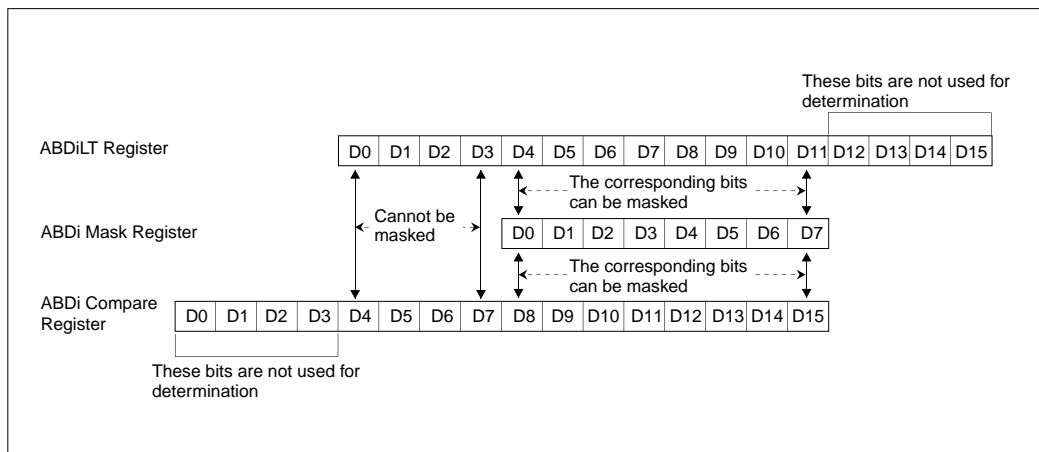 These bits are not used for
determination
ABDiLT Register
D0 D1 D2 D3 D4 D5 D6 D7 D8 D9 D10 D11 D12 D13 D14 D15
The corresponding bits
can be masked
Cannot be
masked
ABDi Mask Register
D0 D1 D2 D3 D4 D5 D6 D7
The corresponding bits
can be masked
ABDi Compare
Register
D0 D1 D2 D3 D4 D5 D6 D7 D8 D9 D10 D11 D12 D13 D14 D15
These bits are not used for
determination